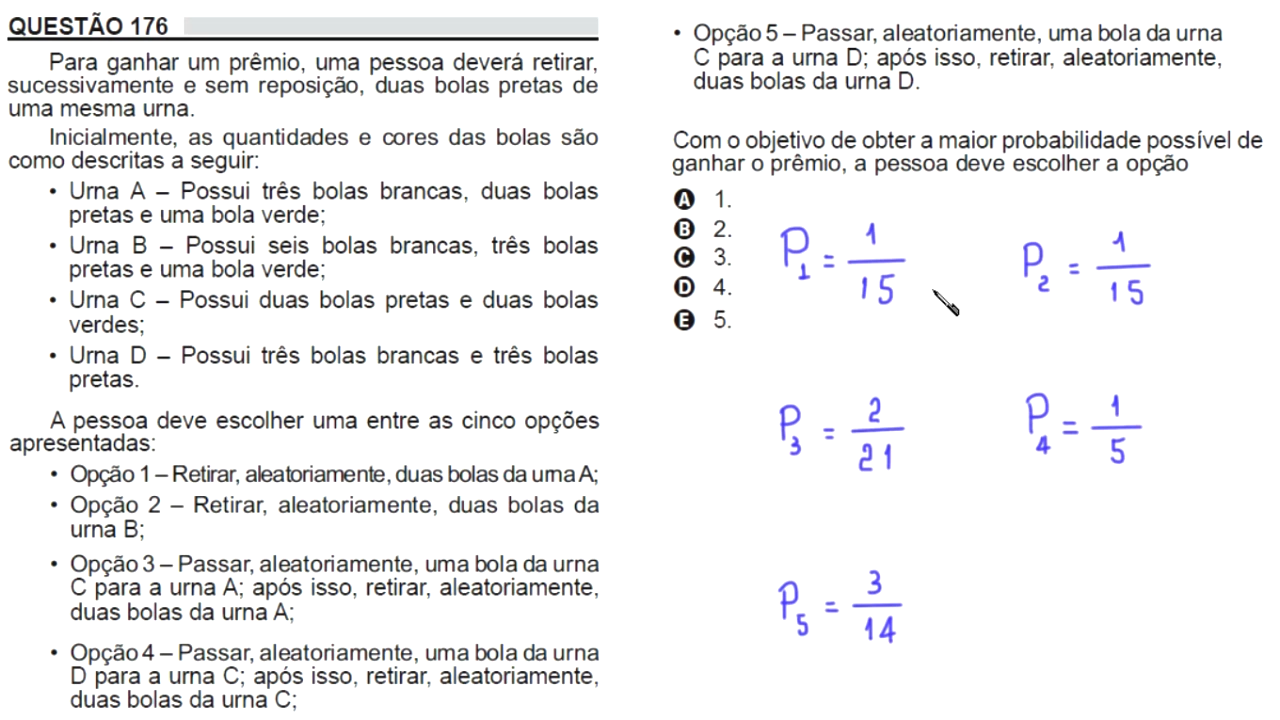 QUESTÃO 176
Para ganhar um prêmio, uma pessoa deverá retirar,
sucessivamente e sem reposição, duas bolas pretas de
uma mesma urna.
Inicialmente, as quantidades e cores das bolas são
como descritas a seguir:
• Urna A – Possui três bolas brancas, duas bolas
pretas e uma bola verde;
• Urna B – Possui seis bolas brancas, três bolas
pretas e uma bola verde;
• Urna C – Possui duas bolas pretas e duas bolas
verdes;
• Urna D – Possui três bolas brancas e três bolas
pretas.
A pessoa deve escolher uma entre as cinco opções
apresentadas:
• Opção 1 – Retirar, aleatoriamente, duas bolas da urna A;
• Opção 2 – Retirar, aleatoriamente, duas bolas da
urna B;
• Opção 3 – Passar, aleatoriamente, uma bola da urna
C para a urna A; após isso, retirar, aleatoriamente,
duas bolas da urna A;
• Opção 4 – Passar, aleatoriamente, uma bola da urna
D para a urna C; após isso, retirar, aleatoriamente,
duas bolas da urna C;
• Opção 5 – Passar, aleatoriamente, uma bola da urna
C para a urna D; após isso, retirar, aleatoriamente,
duas bolas da urna D.
Com o objetivo de obter a maior probabilidade possível de
ganhar o prêmio, a pessoa deve escolher a opção
A 1.
B 2.
C 3.
D 4.
E 5.
P1 = 1/15
P2 = 1/15
P3 = 2/21
P4 = 1/5
P5 = 3/14